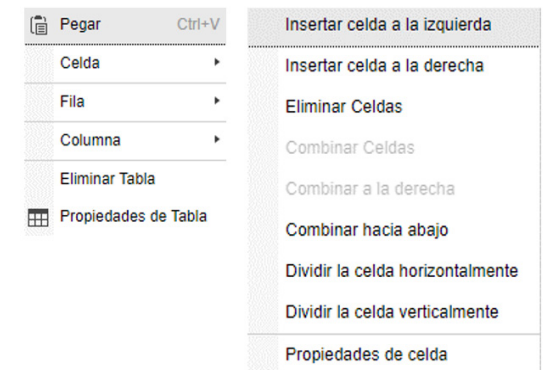 Pegar Ctrl+V
Celda
Fila
Columna
Eliminar Tabla
Propiedades de Tabla
Insertar celda a la izquierda
Insertar celda a la derecha
Eliminar Celdas
Combinar Celdas
Combinar a la derecha
Combinar hacia abajo
Dividir la celda horizontalmente
Dividir la celda verticalmente
Propiedades de celda